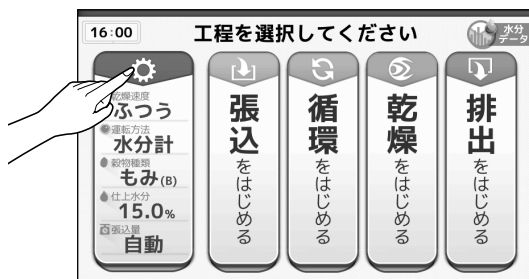 16:00
工程を選択してください
水分
データ
乾燥速度
ふつう
運転方法
水分計
穀物種類
もみ(B)
仕上水分
15.0%
張込量
自動
張込をはじめる
循環をはじめる
乾燥をはじめる
排出をはじめる